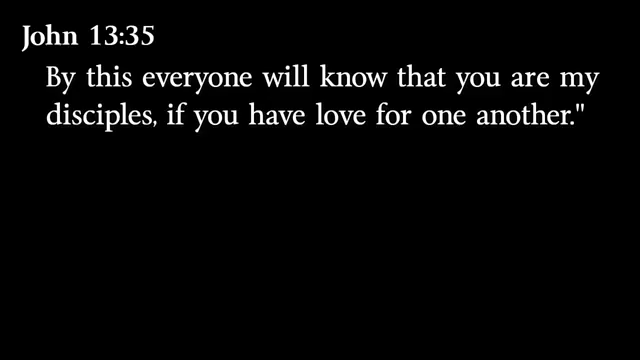 John 13:35
By this everyone will know that you are my
disciples, if you have love for one another."